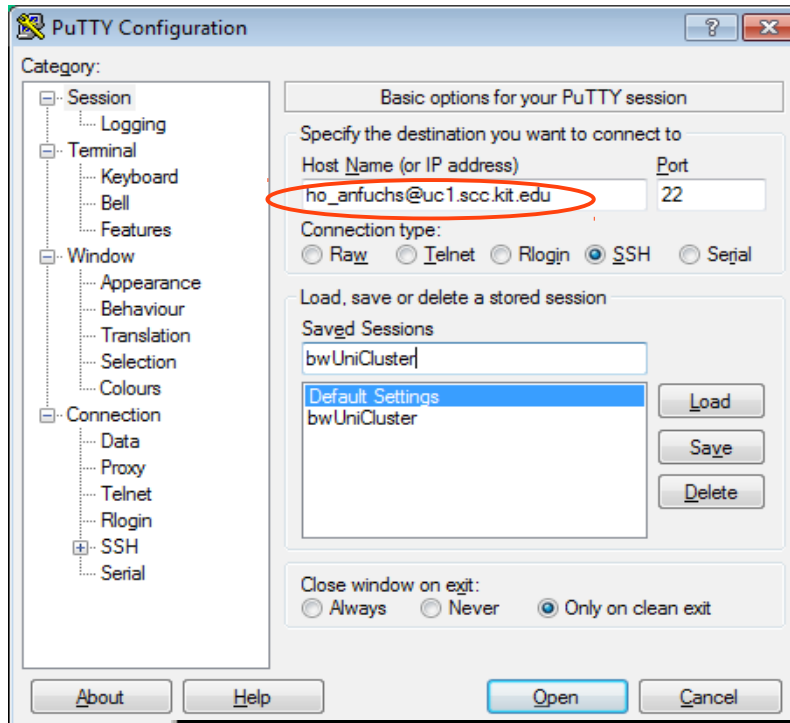 PuTTY Configuration
Category:
Session
Logging
Terminal
Keyboard
Bell
Features
Window
Appearance
Behaviour
Translation
Selection
Colours
Connection
Data
Proxy
Telnet
Rlogin
SSH
Serial
Basic options for your PuTTY session
Specify the destination you want to connect to
Host Name (or IP address) Port
ho_anfuchs@uc1.scc.kit.edu 22
Connection type:
Raw Telnet Rlogin SSH Serial
Load, save or delete a stored session
Saved Sessions
bwUniCluster
Default Settings
bwUniCluster
Load
Save
Delete
Close window on exit:
Always Never Only on clean exit
About Help Open Cancel